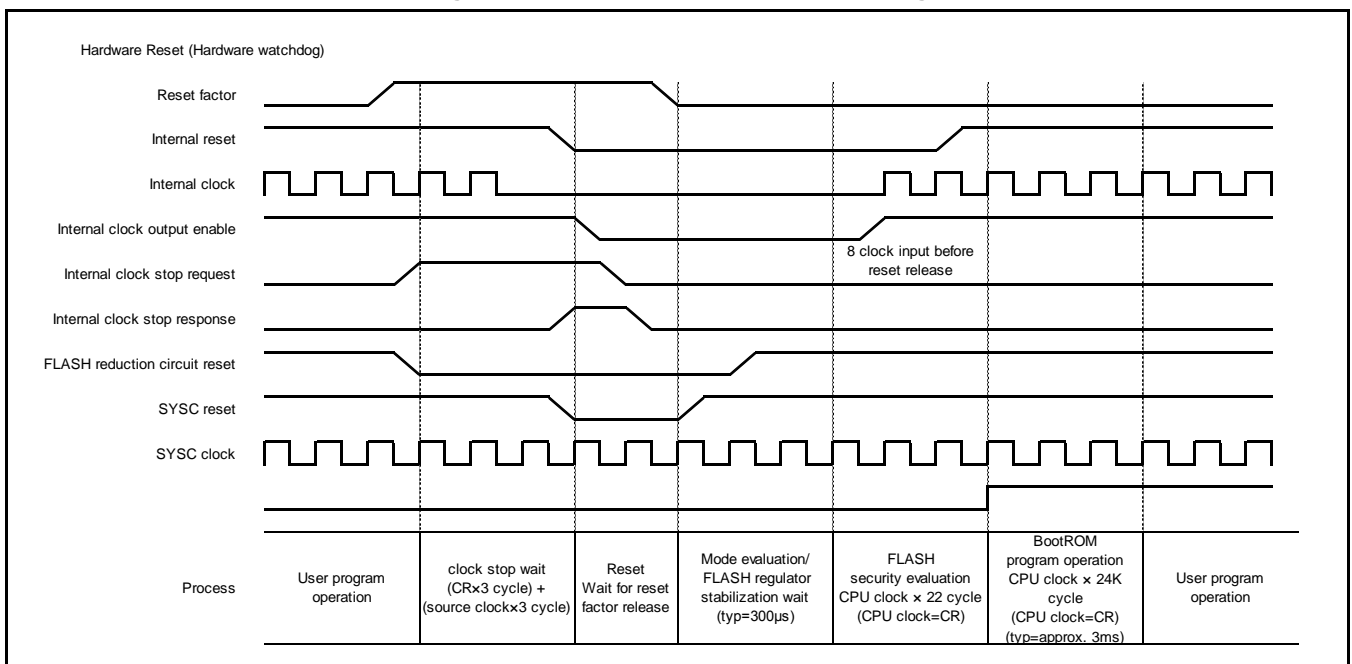 Hardware Reset (Hardware watchdog)
Reset factor
Internal reset
Internal clock
Internal clock output enable
8 clock input before
reset release
Internal clock stop request
Internal clock stop response
FLASH reduction circuit reset
SYSC reset
SYSC clock
Process
User program
operation
clock stop wait
(CR×3 cycle) +
(source clock×3 cycle)
Reset
Wait for reset
factor release
Mode evaluation/
FLASH regulator
stabilization wait
(typ=300µs)
FLASH
security evaluation
CPU clock × 22 cycle
(CPU clock=CR)
BootROM
program operation
CPU clock × 24K
cycle
(CPU clock=CR)
(typ=approx. 3ms)
User program
operation